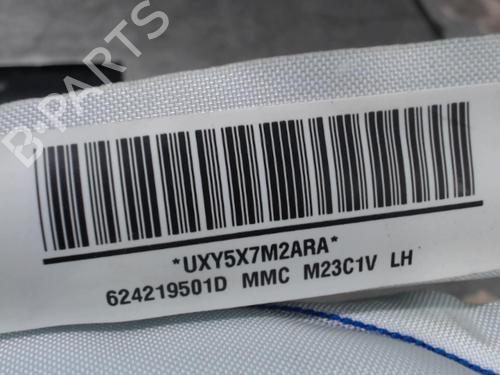 B-PARTS
*UXY5X7M2ARA*
624219501D MMC M23C1V LH